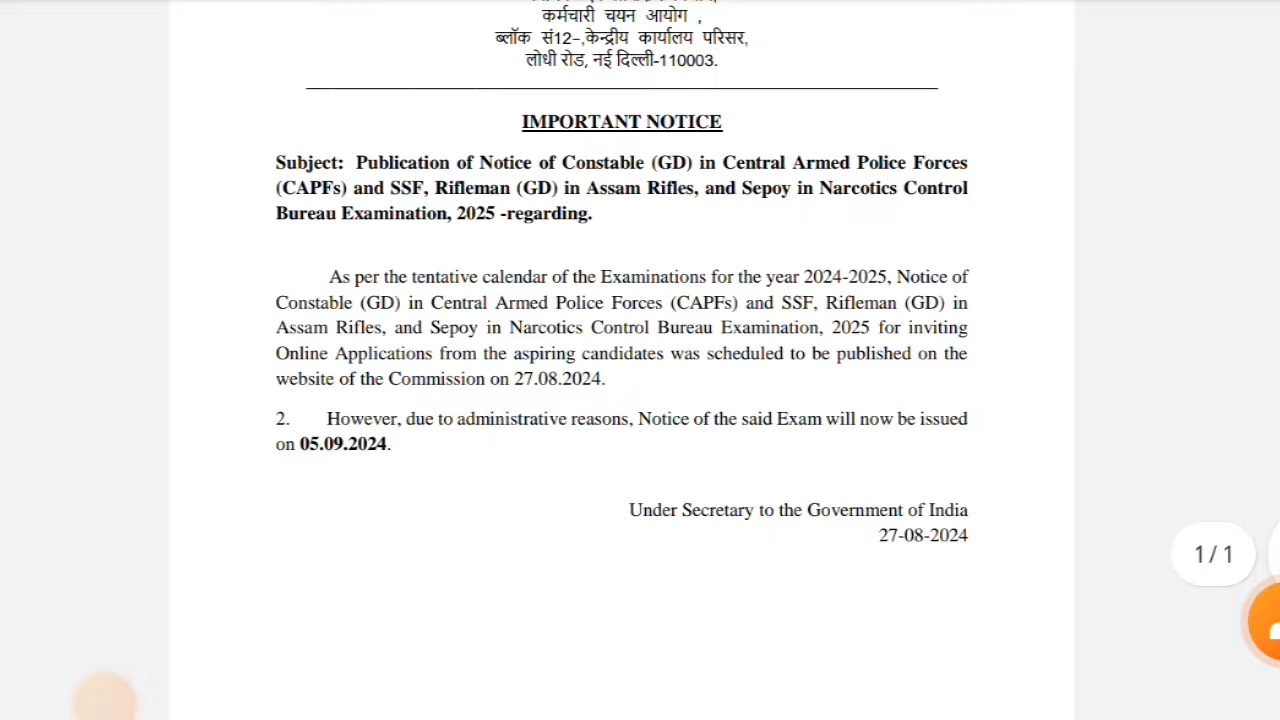 कर्मचारी चयन आयोग ,
ब्लॉक सं12-,केन्द्रीय कार्यालय परिसर,
लोधी रोड, नई दिल्ली-110003.
IMPORTANT NOTICE
Subject: Publication of Notice of Constable (GD) in Central Armed Police Forces
(CAPFs) and SSF, Rifleman (GD) in Assam Rifles, and Sepoy in Narcotics Control
Bureau Examination, 2025 -regarding.
As per the tentative calendar of the Examinations for the year 2024-2025, Notice of
Constable (GD) in Central Armed Police Forces (CAPFs) and SSF, Rifleman (GD) in
Assam Rifles, and Sepoy in Narcotics Control Bureau Examination, 2025 for inviting
Online Applications from the aspiring candidates was scheduled to be published on the
website of the Commission on 27.08.2024.
2. However, due to administrative reasons, Notice of the said Exam will now be issued
on 05.09.2024.
Under Secretary to the Government of India
27-08-2024
1 / 1